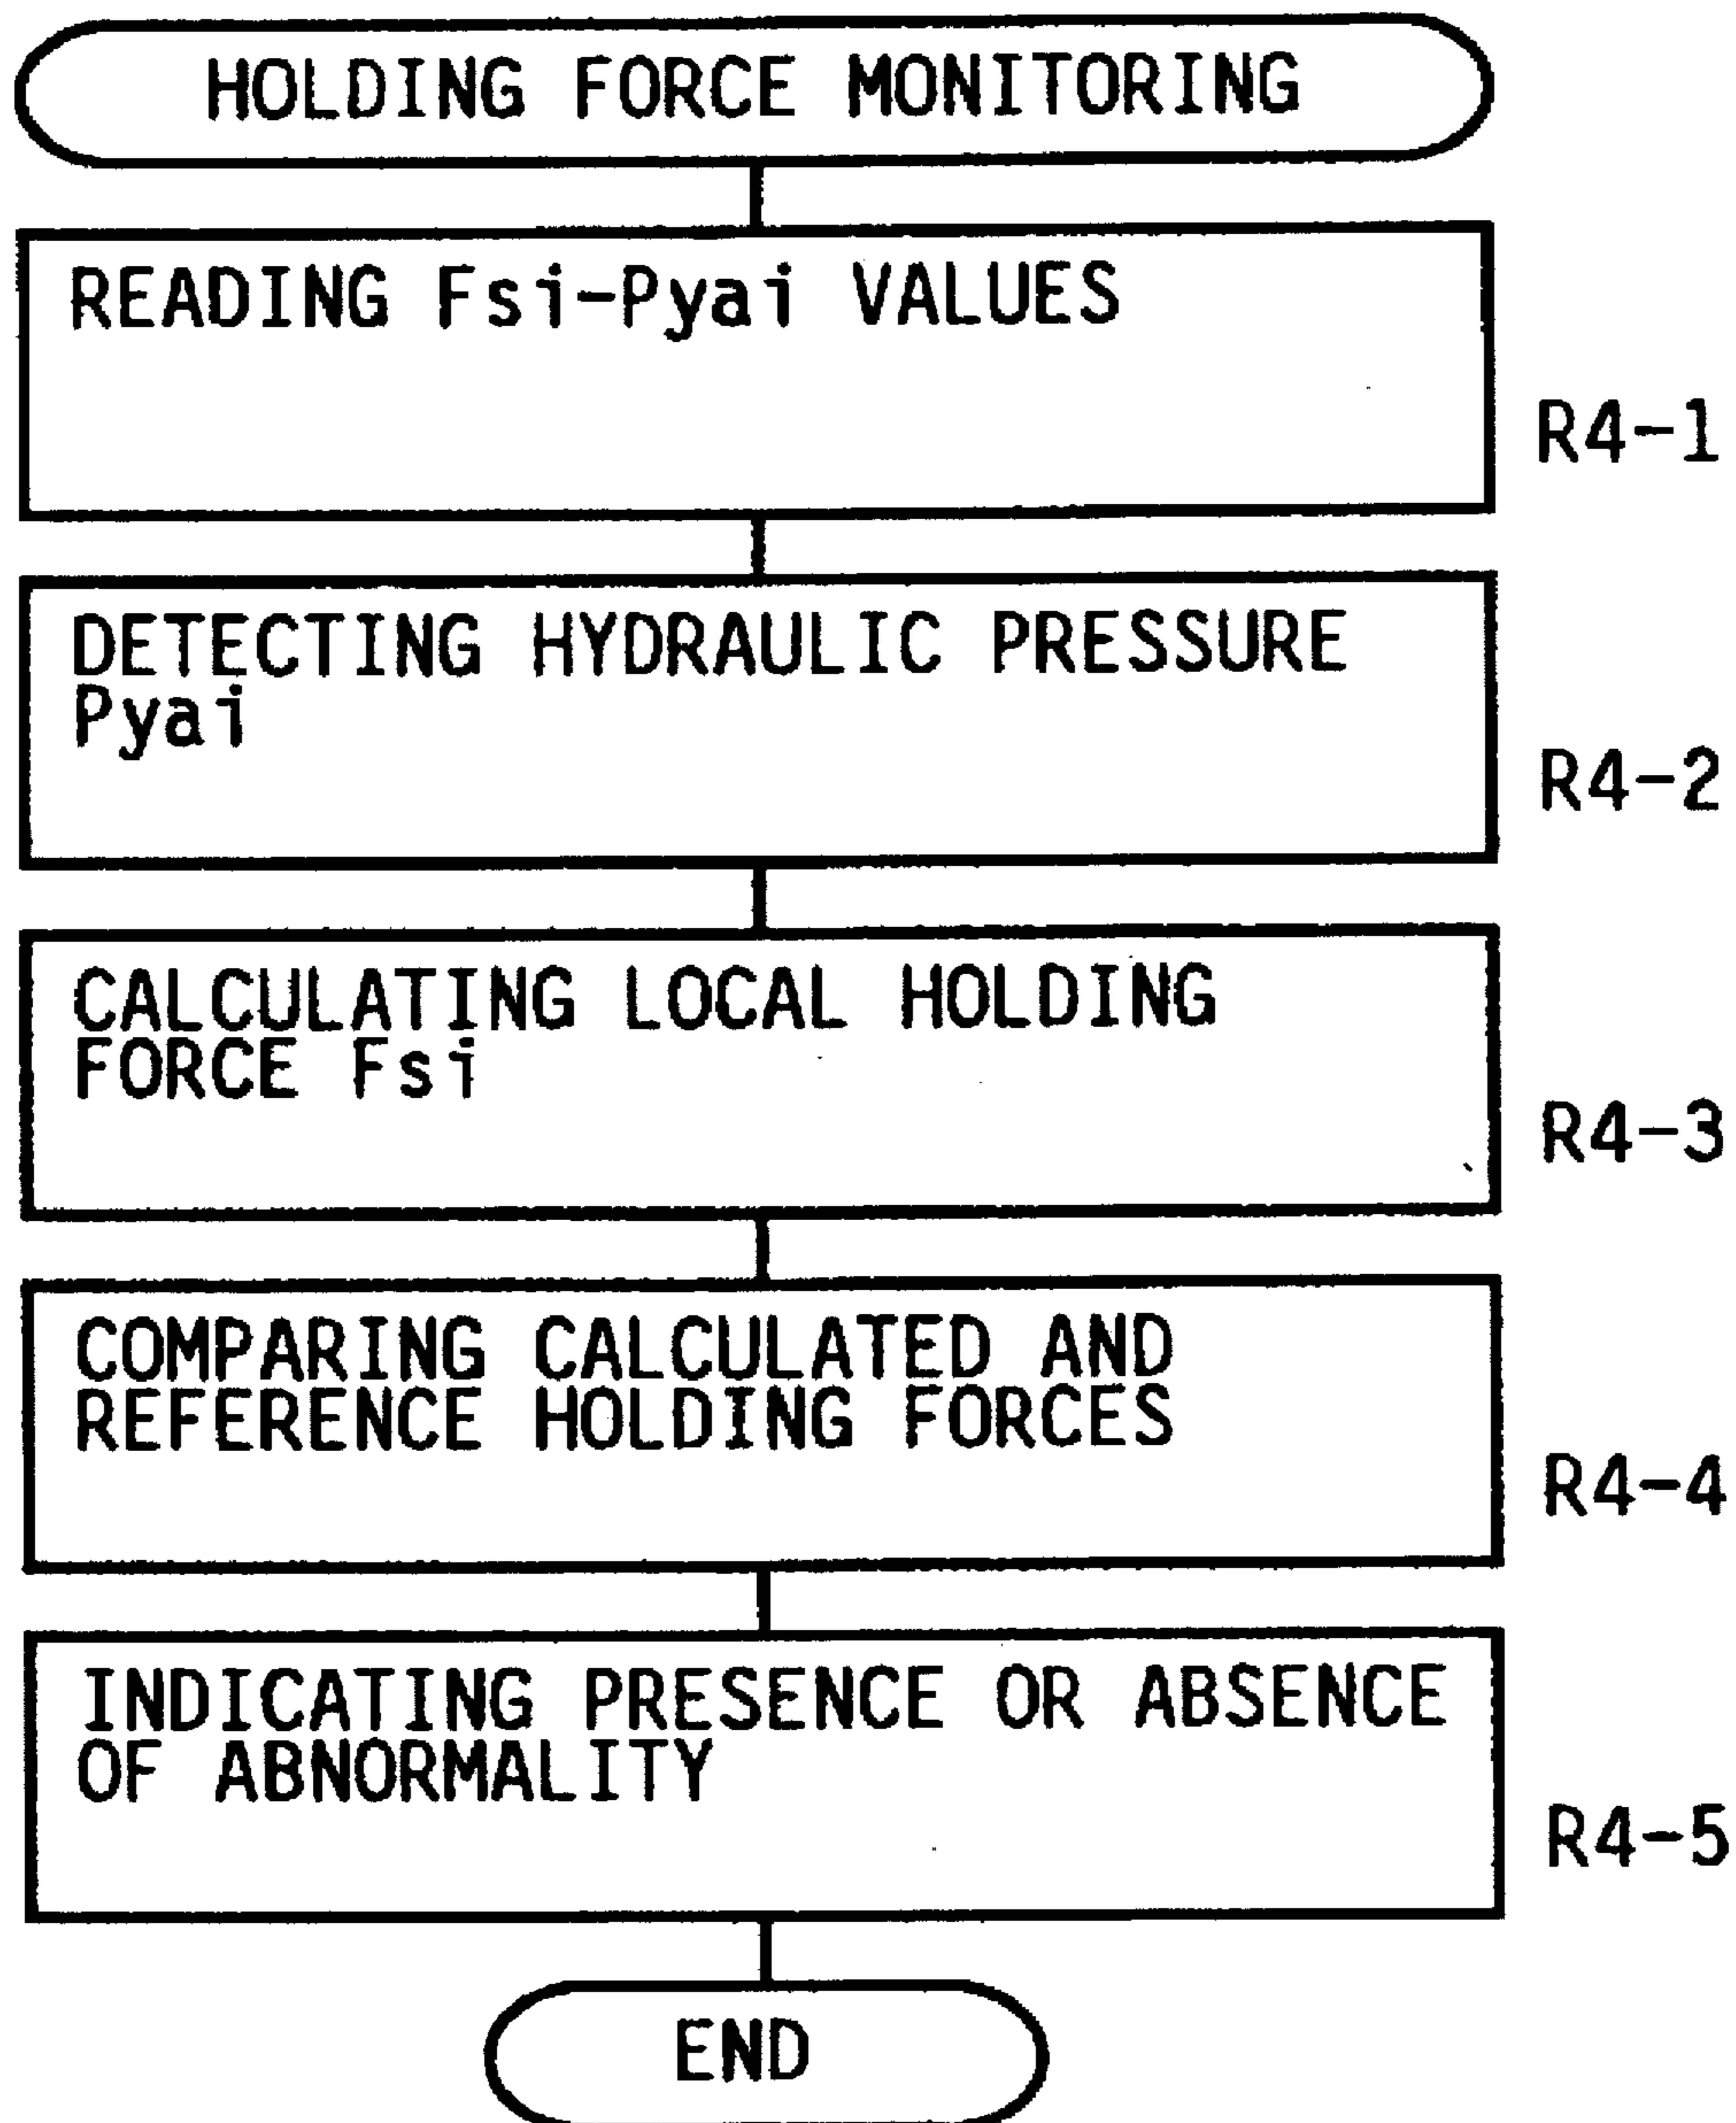 HOLDING FORCE MONITORING
READING Fsi-Pyai VALUES
R4-1
DETECTING HYDRAULIC PRESSURE
Pyai
R4-2
CALCULATING LOCAL HOLDING
FORCE Fsi
R4-3
COMPARING CALCULATED AND
REFERENCE HOLDING FORCES
R4-4
INDICATING PRESENCE OR ABSENCE
OF ABNORMALITY
R4-5
END